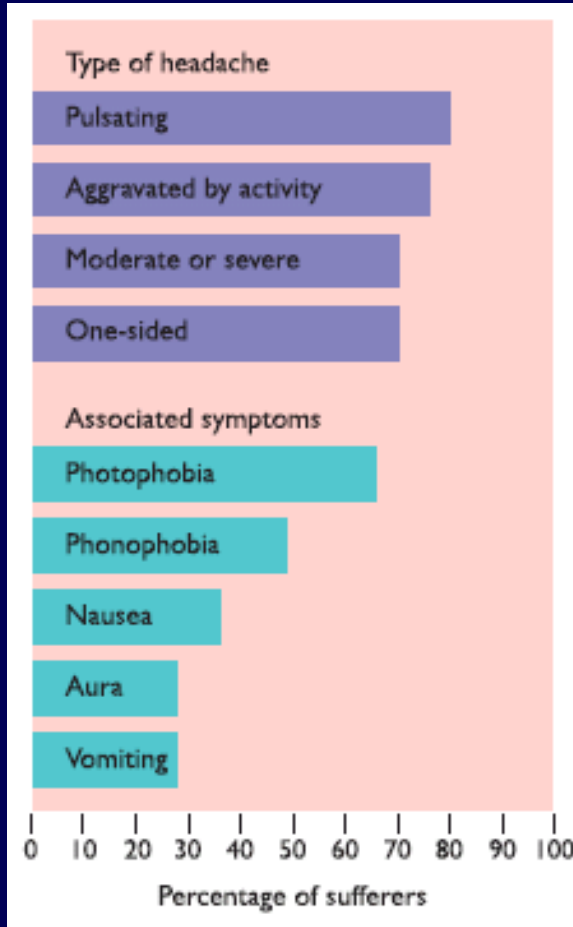 Type of headache
Pulsating
Aggravated by activity
Moderate or severe
One-sided
Associated symptoms
Photophobia
Phonophobia
Nausea
Aura
Vomiting
0 10 20 30 40 50 60 70 80 90 100
Percentage of sufferers